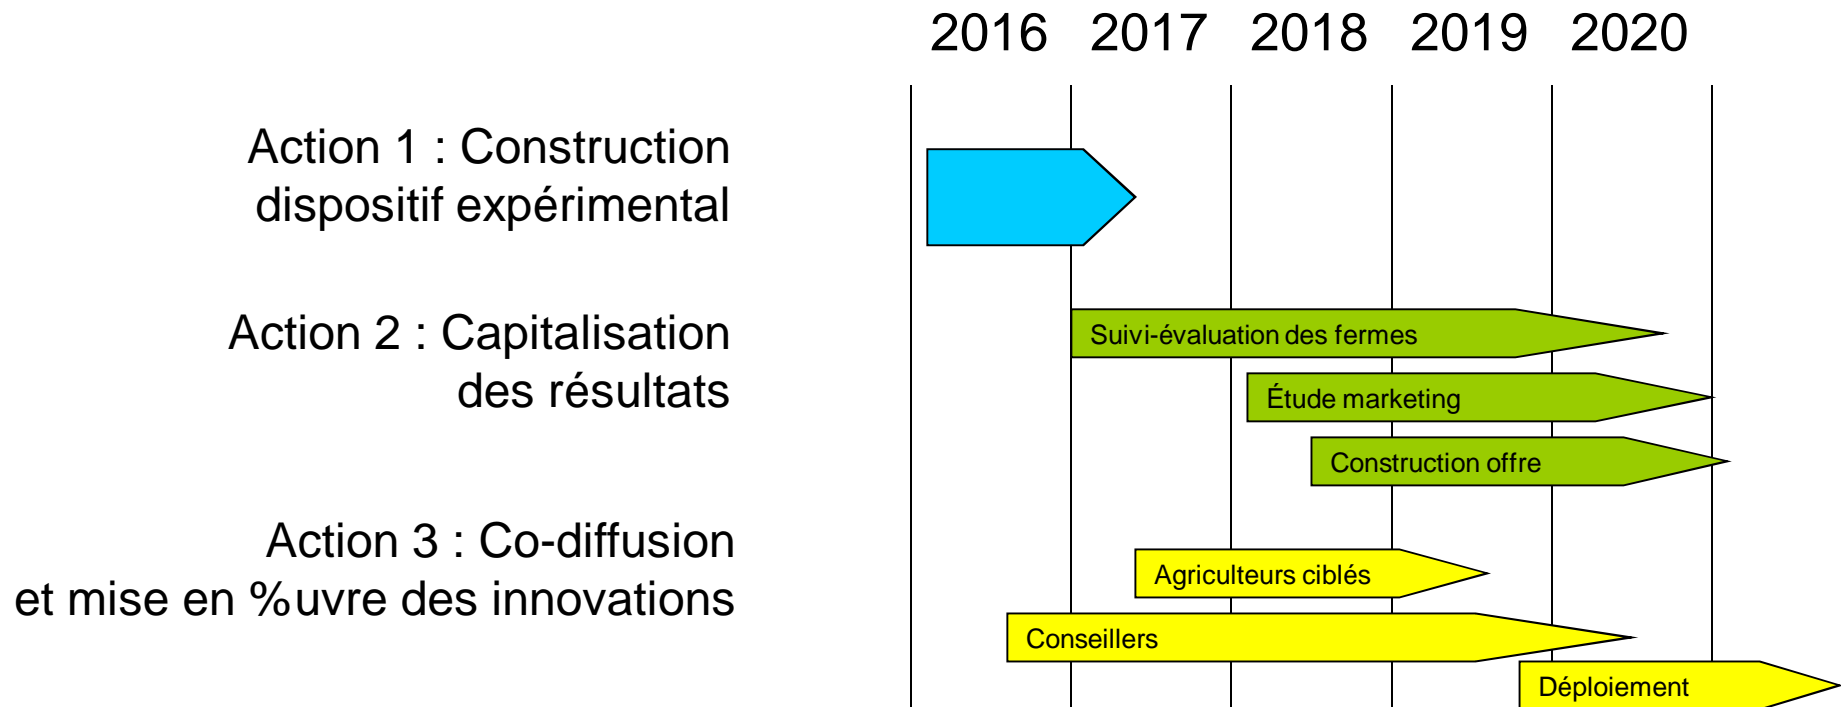 2016 2017 2018 2019 2020
Action 1 : Construction
dispositif expérimental
Action 2 : Capitalisation
des résultats
Suivi-évaluation des fermes
Étude marketing
Construction offre
Action 3 : Co-diffusion
et mise en %uvre des innovations
Agriculteurs ciblés
Conseillers
Déploiement